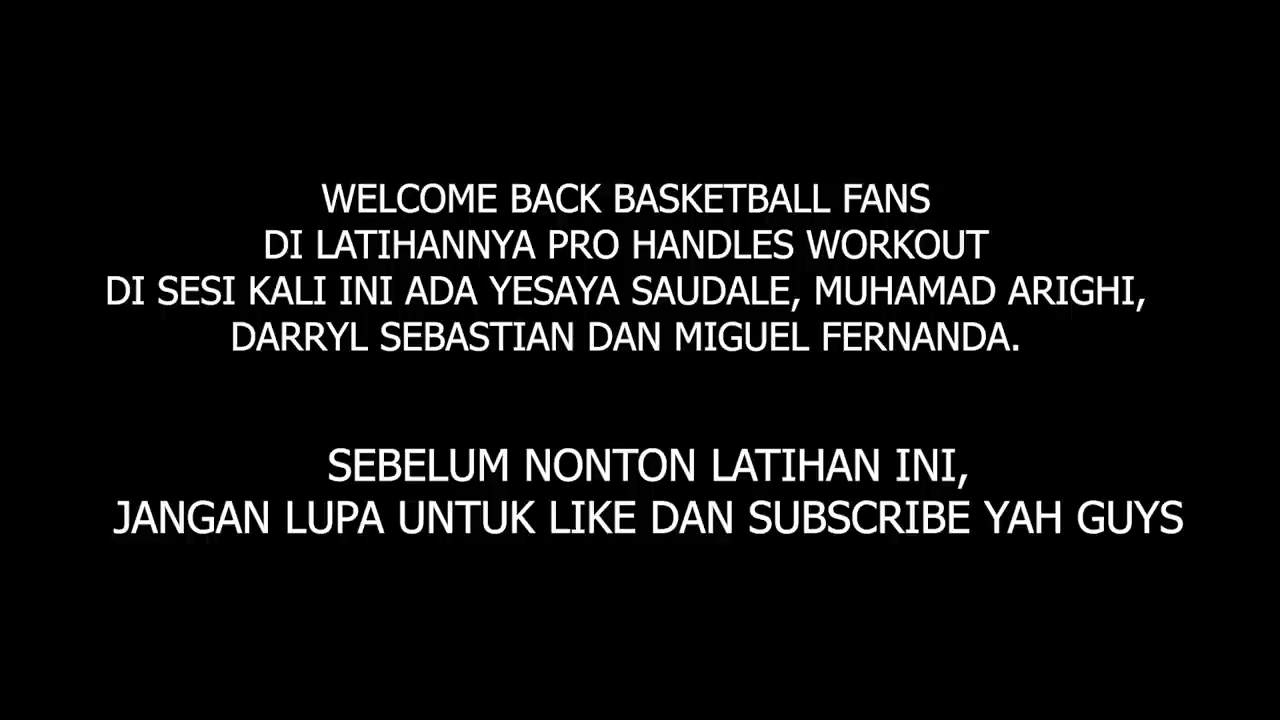 WELCOME BACK BASKETBALL FANS
DI LATIHANNYA PRO HANDLES WORKOUT
DI SESI KALI INI ADA YESAYA SAUDALE, MUHAMAD ARIGHI,
DARRYL SEBASTIAN DAN MIGUEL FERNANDA.
SEBELUM NONTON LATIHAN INI,
JANGAN LUPA UNTUK LIKE DAN SUBSCRIBE YAH GUYS